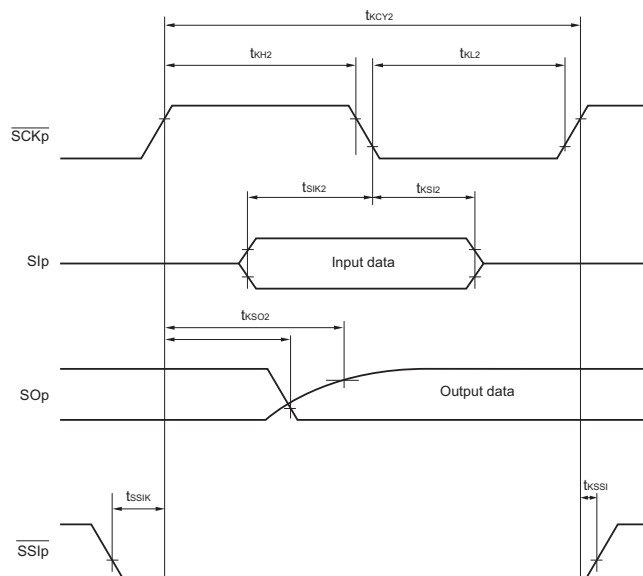 tKCY2
tKH2
tKL2
SCKp
tSIK2
tKSI2
SIp
Input data
tKSO2
SOp
Output data
tSSIK
tKSSI
SSIp